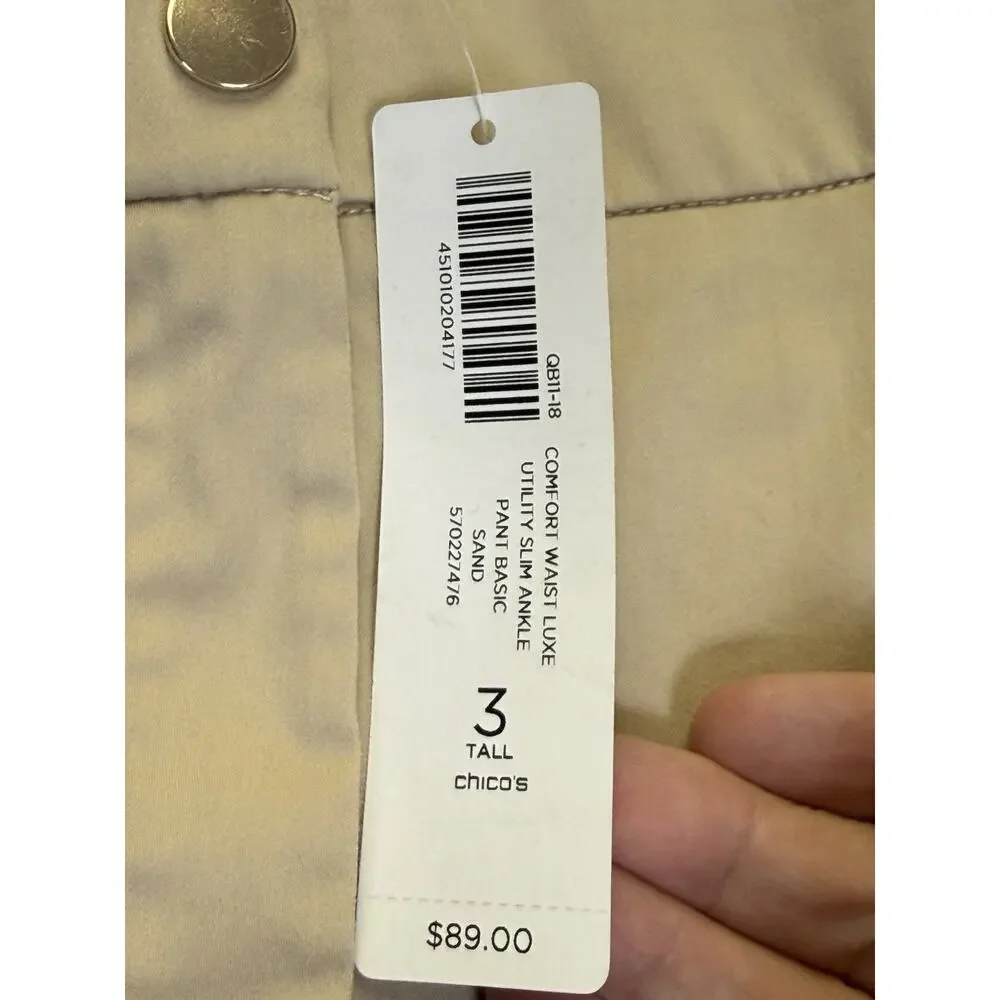 451010204177
QB11-18
COMFORT WAIST LUXE
UTILITY SLIM ANKLE
PANT BASIC
SAND
570227476
3
TALL
chico's
$89.00